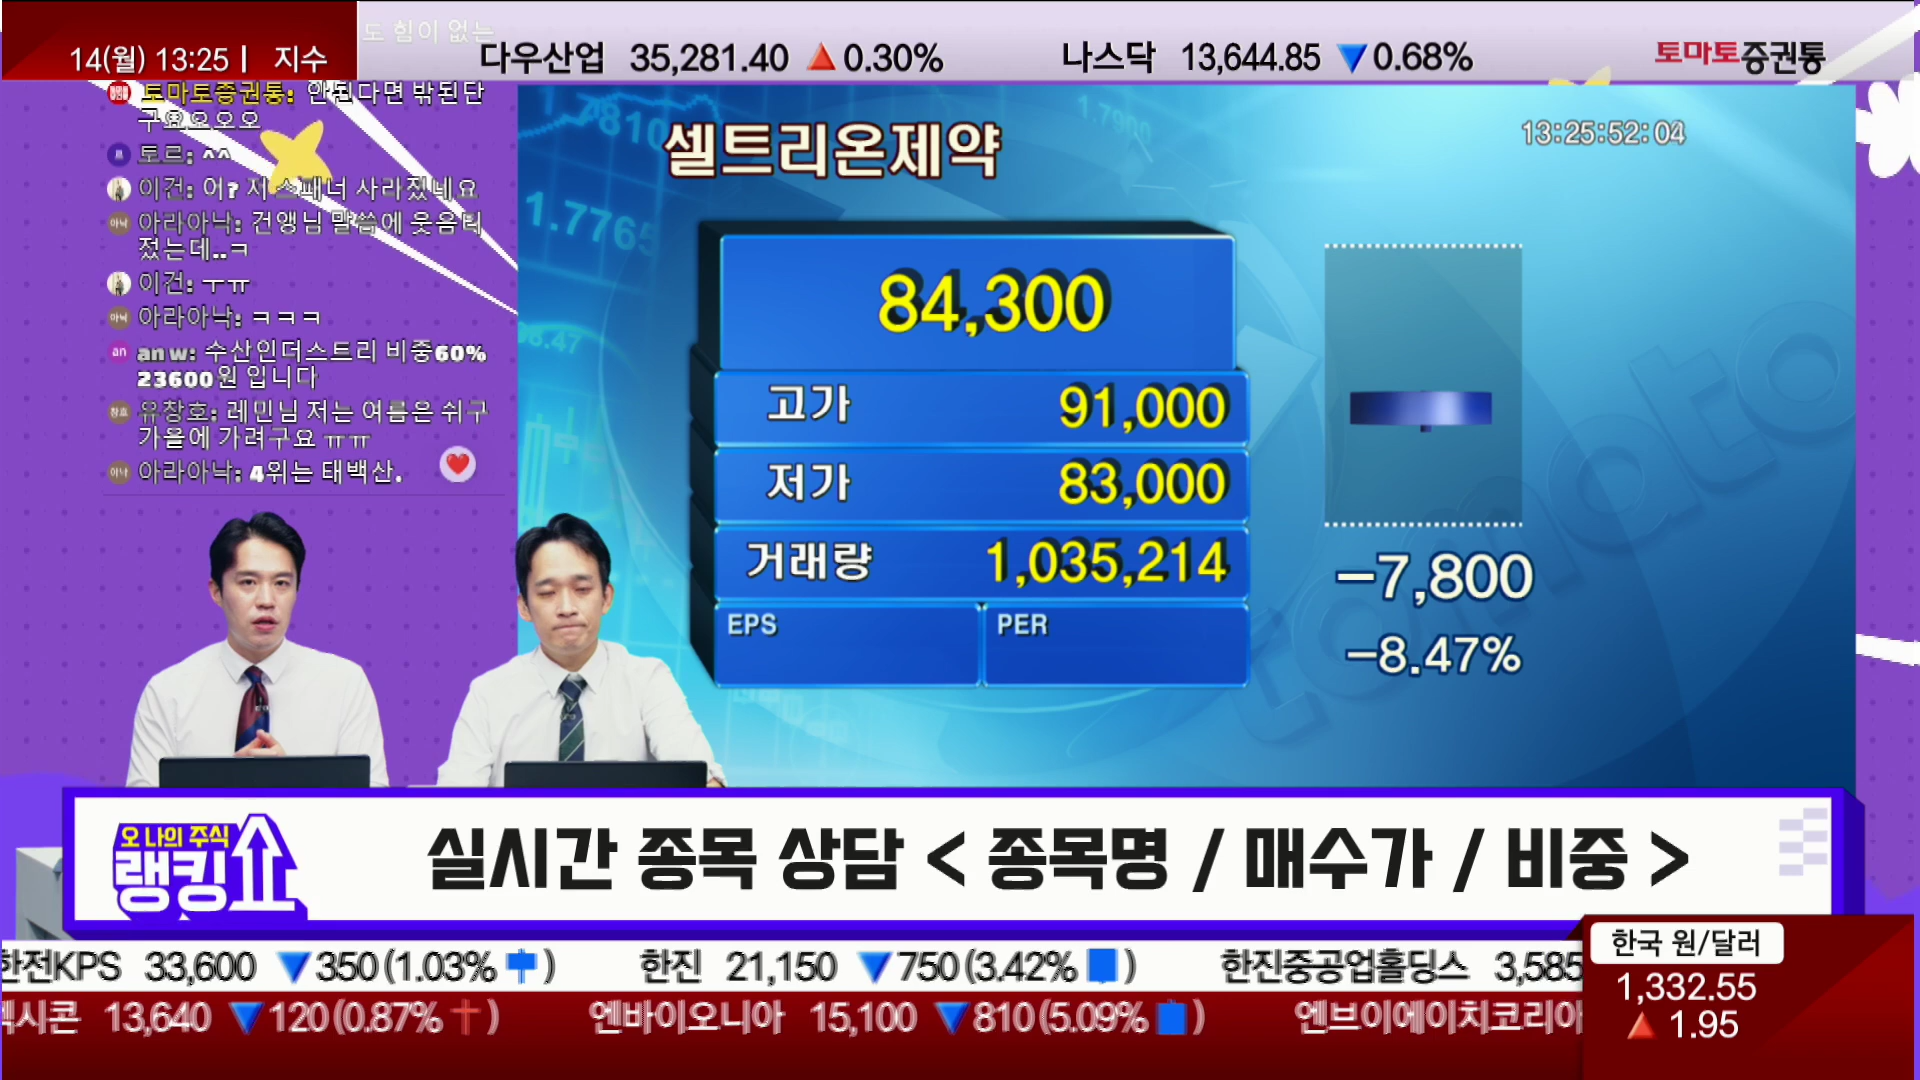 14(월) 13:25 | 지수
도 힘이 없는
다우산업 35,281.40 ▲ 0.30%
나스닥 13,644.85 ▼ 0.68%
토마토증권통
토마토증권통: 안된다면 밖된단
구요오오오
토르: ^^
이건: 어? 저 스패너 사라졌네요
아라아낙: 건앵님 말씀에 웃음터
졌는데..ㅋ
이건: ㅜㅠ
아라아낙: ㅋㅋㅋ
an w: 수산인더스트리 비중60%
23600원 입니다
유창호: 레민님 저는 여름은 쉬구
가을에 가려구요 ㅠㅠ
아라아낙: 4위는 태백산.
셀트리온제약
13:25:52:04
84,300
고가 91,000
저가 83,000
거래량 1,035,214
EPS PER
-7,800
-8.47%
tomato
오 나의 주식
랭킹쇼
실시간 종목 상담 < 종목명 / 매수가 / 비중 >
한전KPS 33,600 ▼350 (1.03%) 한진 21,150 ▼750 (3.42%) 한진중공업홀딩스 3,585
13,640 ▼120 (0.87%) 엔바이오니아 15,100 ▼810 (5.09%) 엔브이에이치코리아
한국 원/달러
1,332.55
▲ 1.95